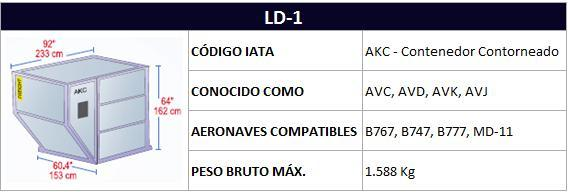 LD-1
92"
233 cm
AKC
64"
162 cm
60.4"
153 cm
CÓDIGO IATA
AKC - Contenedor Contorneado
CONOCIDO COMO
AVC, AVD, AVK, AVJ
AERONAVES COMPATIBLES
B767, B747, B777, MD-11
PESO BRUTO MÁX.
1.588 Kg